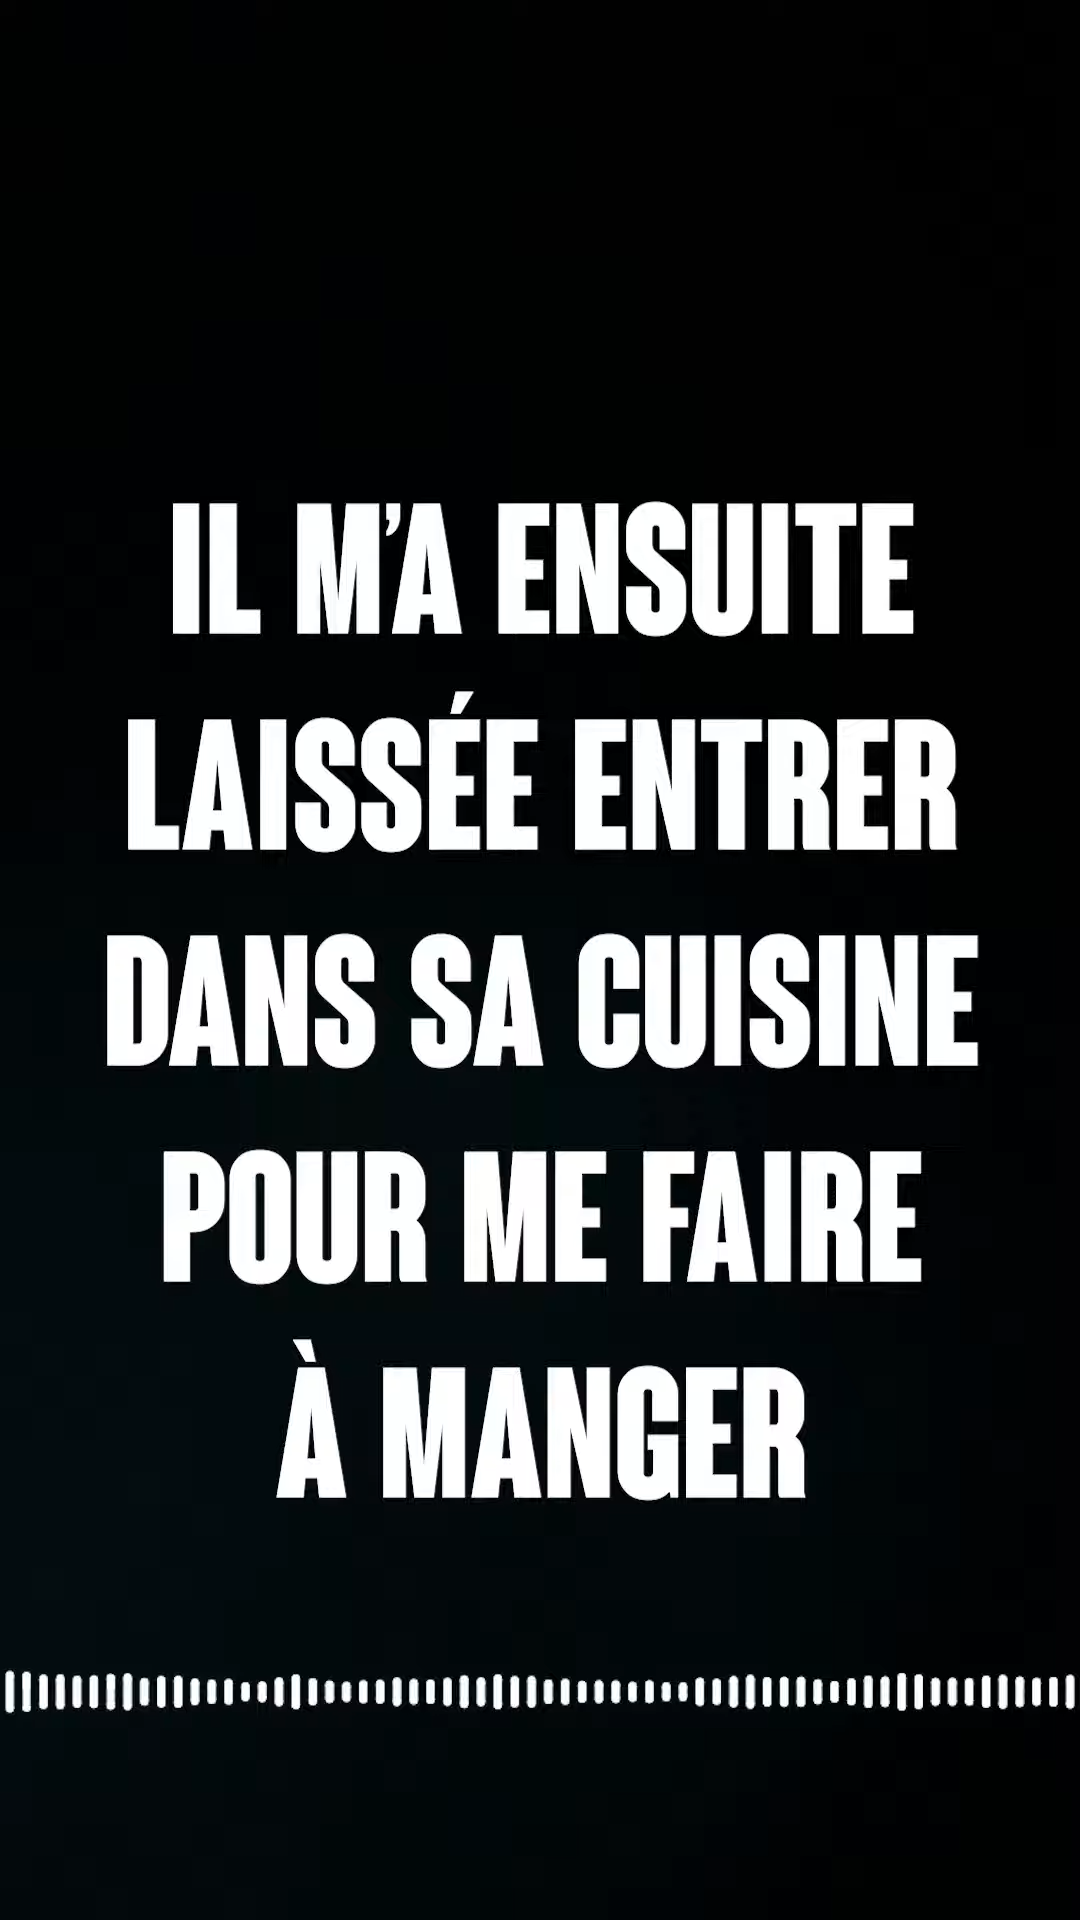 IL M’A ENSUITE
LAISSÉE ENTRER
DANS SA CUISINE
POUR ME FAIRE
À MANGER